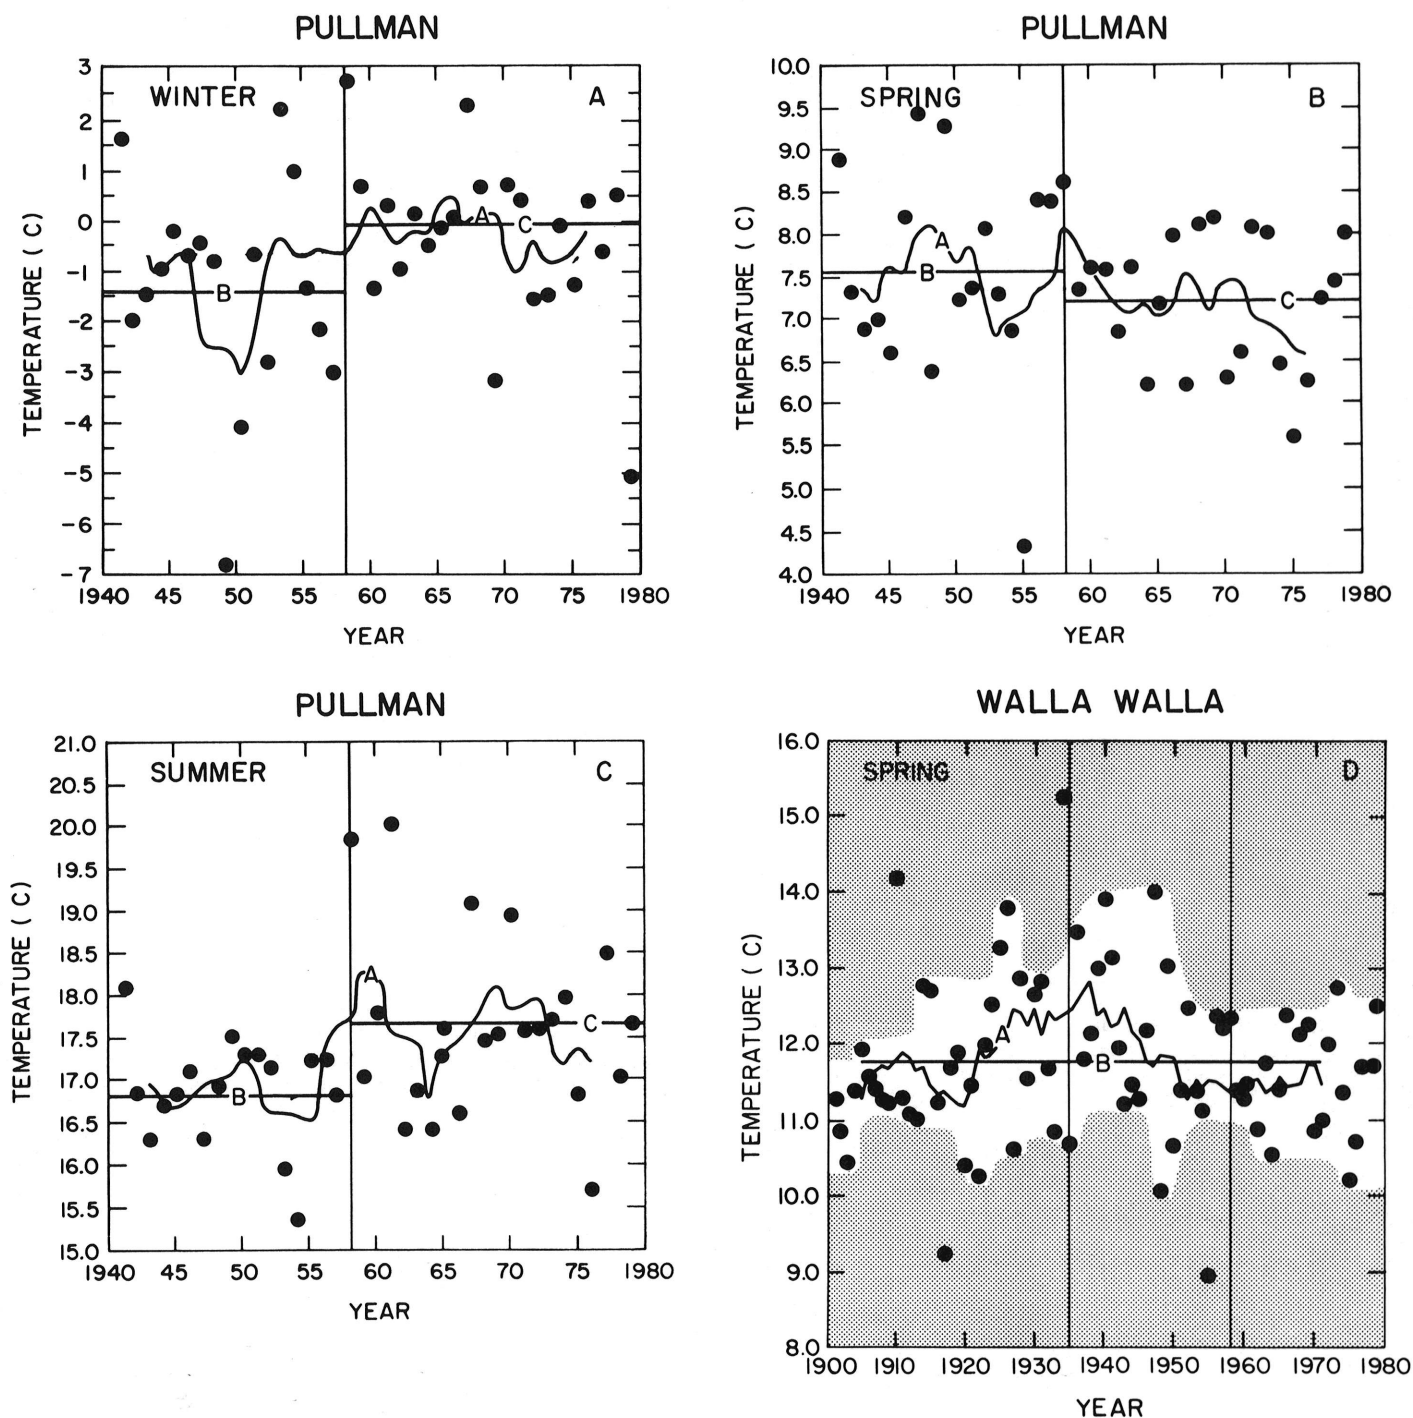 PULLMAN
WINTER A
3
2
1
0
-1
-2
-3
-4
-5
-6
-7
A
C
B
1940 45 50 55 60 65 70 75 1980
TEMPERATURE ( C)
YEAR
PULLMAN
SPRING B
10.0
9.5
9.0
8.5
8.0
7.5
7.0
6.5
6.0
5.5
5.0
4.5
4.0
A
B
C
1940 45 50 55 60 65 70 75 1980
TEMPERATURE ( C)
YEAR
PULLMAN
SUMMER C
21.0
20.5
20.0
19.5
19.0
18.5
18.0
17.5
17.0
16.5
16.0
15.5
15.0
A
C
B
1940 45 50 55 60 65 70 75 1980
TEMPERATURE ( C)
YEAR
WALLA WALLA
SPRING D
16.0
15.0
14.0
13.0
12.0
11.0
10.0
9.0
8.0
A
B
1900 1910 1920 1930 1940 1950 1960 1970 1980
TEMPERATURE ( C)
YEAR